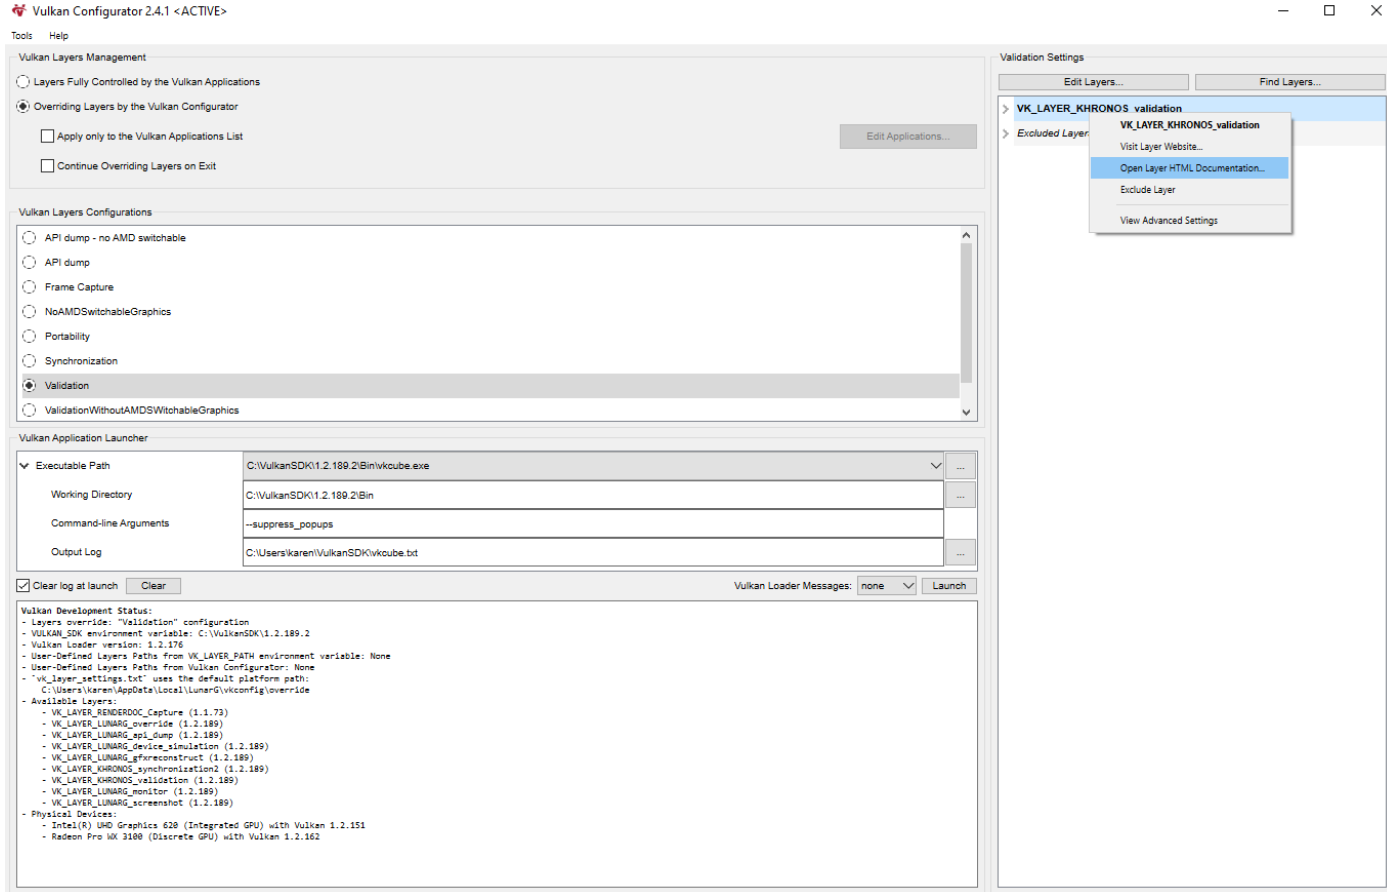 Vulkan Configurator 2.4.1 <ACTIVE>
Tools Help
Vulkan Layers Management
Layers Fully Controlled by the Vulkan Applications
Overriding Layers by the Vulkan Configurator
Apply only to the Vulkan Applications List
Edit Applications...
Continue Overriding Layers on Exit
Vulkan Layers Configurations
API dump - no AMD switchable
API dump
Frame Capture
NoAMDSwitchableGraphics
Portability
Synchronization
Validation
ValidationWithoutAMDSWitchableGraphics
Vulkan Application Launcher
Executable Path C:\VulkanSDK\1.2.189.2\Bin\vkcube.exe ...
Working Directory C:\VulkanSDK\1.2.189.2\Bin ...
Command-line Arguments --suppress_popups
Output Log C:\Users\karen\VulkanSDK\vkcube.txt ...
Clear log at launch Clear Vulkan Loader Messages: none Launch
Vulkan Development Status:
- Layers override: "Validation" configuration
- VULKAN_SDK environment variable: C:\VulkanSDK\1.2.189.2
- Vulkan Loader version: 1.2.176
- User-Defined Layers Paths from VK_LAYER_PATH environment variable: None
- User-Defined Layers Paths from Vulkan Configurator: None
- `vk_layer_settings.txt` uses the default platform path:
C:\Users\karen\AppData\Local\LunarG\vkconfig\override
- Available Layers:
- VK_LAYER_RENDERDOC_Capture (1.1.73)
- VK_LAYER_LUNARG_override (1.2.189)
- VK_LAYER_LUNARG_api_dump (1.2.189)
- VK_LAYER_LUNARG_device_simulation (1.2.189)
- VK_LAYER_LUNARG_gfxreconstruct (1.2.189)
- VK_LAYER_KHRONOS_synchronization2 (1.2.189)
- VK_LAYER_KHRONOS_validation (1.2.189)
- VK_LAYER_LUNARG_monitor (1.2.189)
- VK_LAYER_LUNARG_screenshot (1.2.189)
- Physical Devices:
- Intel(R) UHD Graphics 620 (Integrated GPU) with Vulkan 1.2.151
- Radeon Pro WX 3100 (Discrete GPU) with Vulkan 1.2.162
Validation Settings
Edit Layers... Find Layers...
VK_LAYER_KHRONOS_validation
Excluded Layer
VK_LAYER_KHRONOS_validation
Visit Layer Website...
Open Layer HTML Documentation...
Exclude Layer
View Advanced Settings